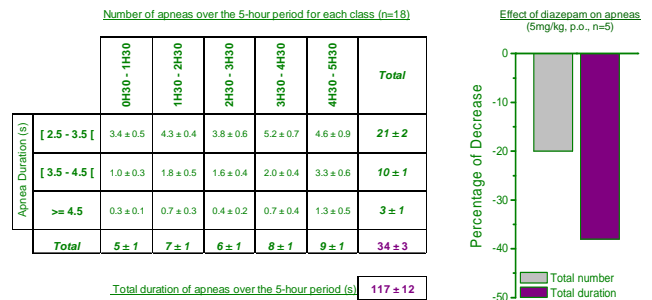 Number of apneas over the 5-hour period for each class (n=18)
0H30 - 1H30 1H30 - 2H30 2H30 - 3H30 3H30 - 4H30 4H30 - 5H30 Total
Apnea Duration (s)
[ 2.5 - 3.5 [ 3.4 ± 0.5 4.3 ± 0.4 3.8 ± 0.6 5.2 ± 0.7 4.6 ± 0.9 21 ± 2
[ 3.5 - 4.5 [ 1.0 ± 0.3 1.8 ± 0.5 1.6 ± 0.4 2.0 ± 0.4 3.3 ± 0.6 10 ± 1
>= 4.5 0.3 ± 0.1 0.7 ± 0.3 0.4 ± 0.2 0.7 ± 0.4 1.3 ± 0.5 3 ± 1
Total 5 ± 1 7 ± 1 6 ± 1 8 ± 1 9 ± 1 34 ± 3
Total duration of apneas over the 5-hour period (s) 117 ± 12
Effect of diazepam on apneas
(5mg/kg, p.o., n=5)
Percentage of Decrease
0
-10
-20
-30
-40
-50
Total number
Total duration